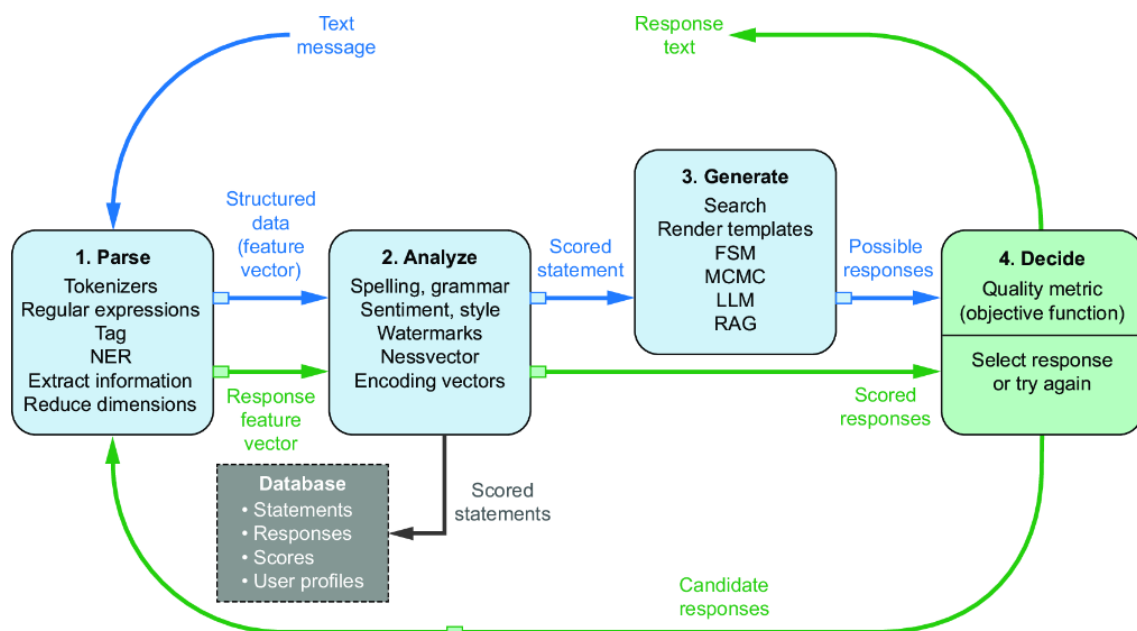 Text
message
Response
text
1. Parse
Tokenizers
Regular expressions
Tag
NER
Extract information
Reduce dimensions
Structured
data
(feature
vector)
Response
feature
vector
2. Analyze
Spelling, grammar
Sentiment, style
Watermarks
Nessvector
Encoding vectors
Scored
statement
3. Generate
Search
Render templates
FSM
MCMC
LLM
RAG
Possible
responses
4. Decide
Quality metric
(objective function)
Select response
or try again
Scored
responses
Database
• Statements
• Responses
• Scores
• User profiles
Scored
statements
Candidate
responses